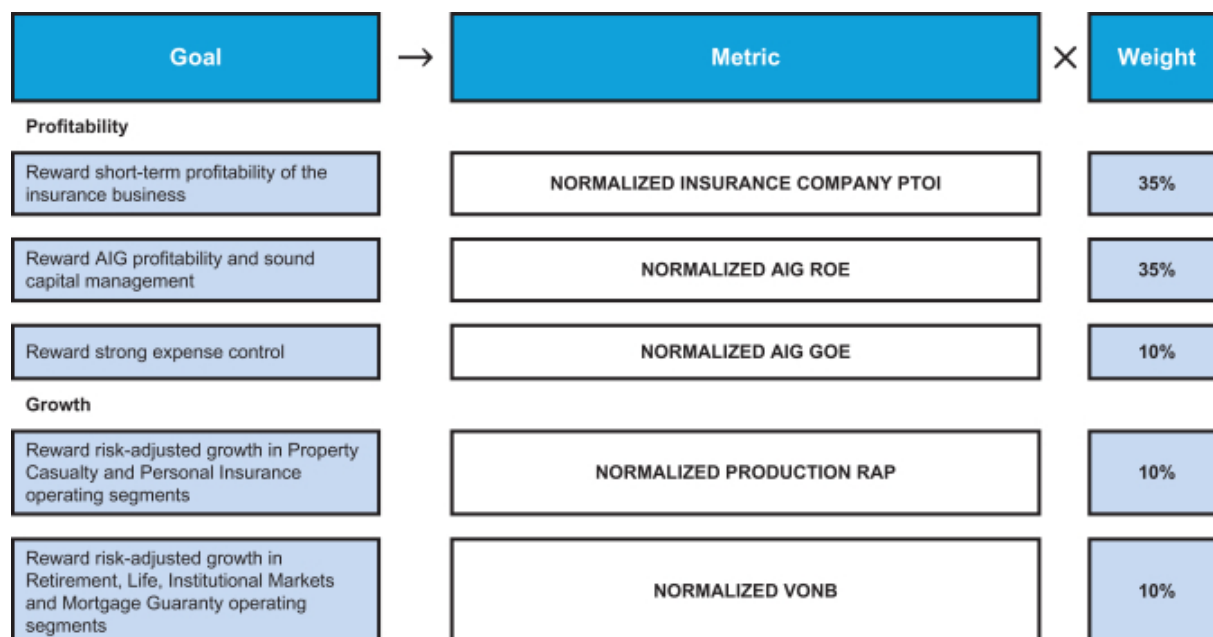 Goal → Metric × Weight
Profitability
Reward short-term profitability of the
insurance business
NORMALIZED INSURANCE COMPANY PTOI
35%
Reward AIG profitability and sound
capital management
NORMALIZED AIG ROE
35%
Reward strong expense control
NORMALIZED AIG GOE
10%
Growth
Reward risk-adjusted growth in Property
Casualty and Personal Insurance
operating segments
NORMALIZED PRODUCTION RAP
10%
Reward risk-adjusted growth in
Retirement, Life, Institutional Markets
and Mortgage Guaranty operating
segments
NORMALIZED VONB
10%